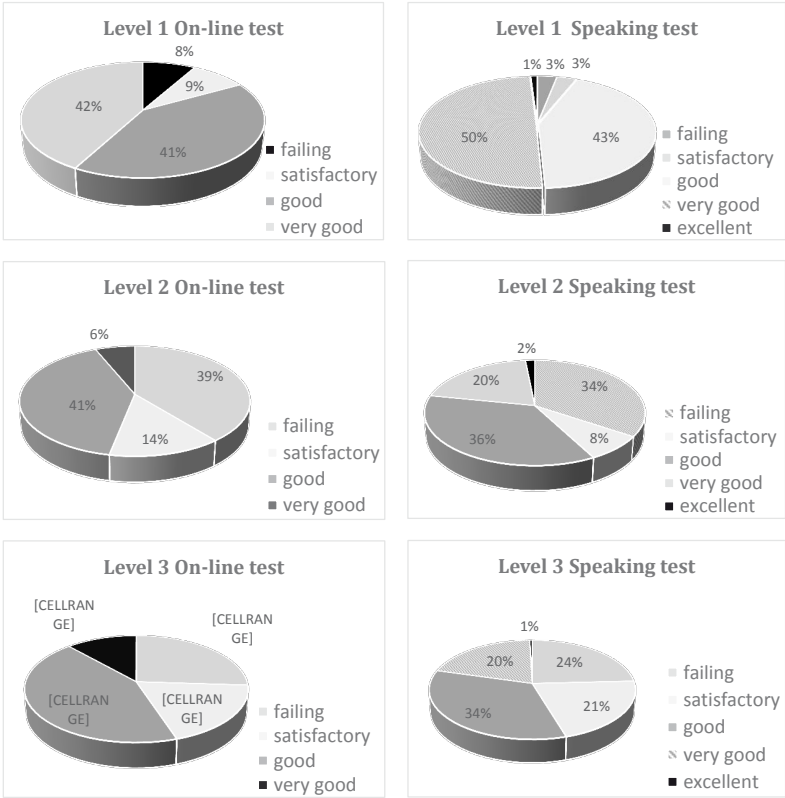 Level 1 On-line test
8%
9%
41%
42%
failing
satisfactory
good
very good
Level 1  Speaking test
1%
3%
3%
43%
50%
failing
satisfactory
good
very good
excellent
Level 2 On-line test
6%
39%
14%
41%
failing
satisfactory
good
very good
Level 2 Speaking test
2%
34%
8%
36%
20%
failing
satisfactory
good
very good
excellent
Level 3 On-line test
[CELLRAN
GE]
[CELLRAN
GE]
[CELLRAN
GE]
[CELLRAN
GE]
failing
satisfactory
good
very good
Level 3 Speaking test
1%
24%
21%
34%
20%
failing
satisfactory
good
very good
excellent